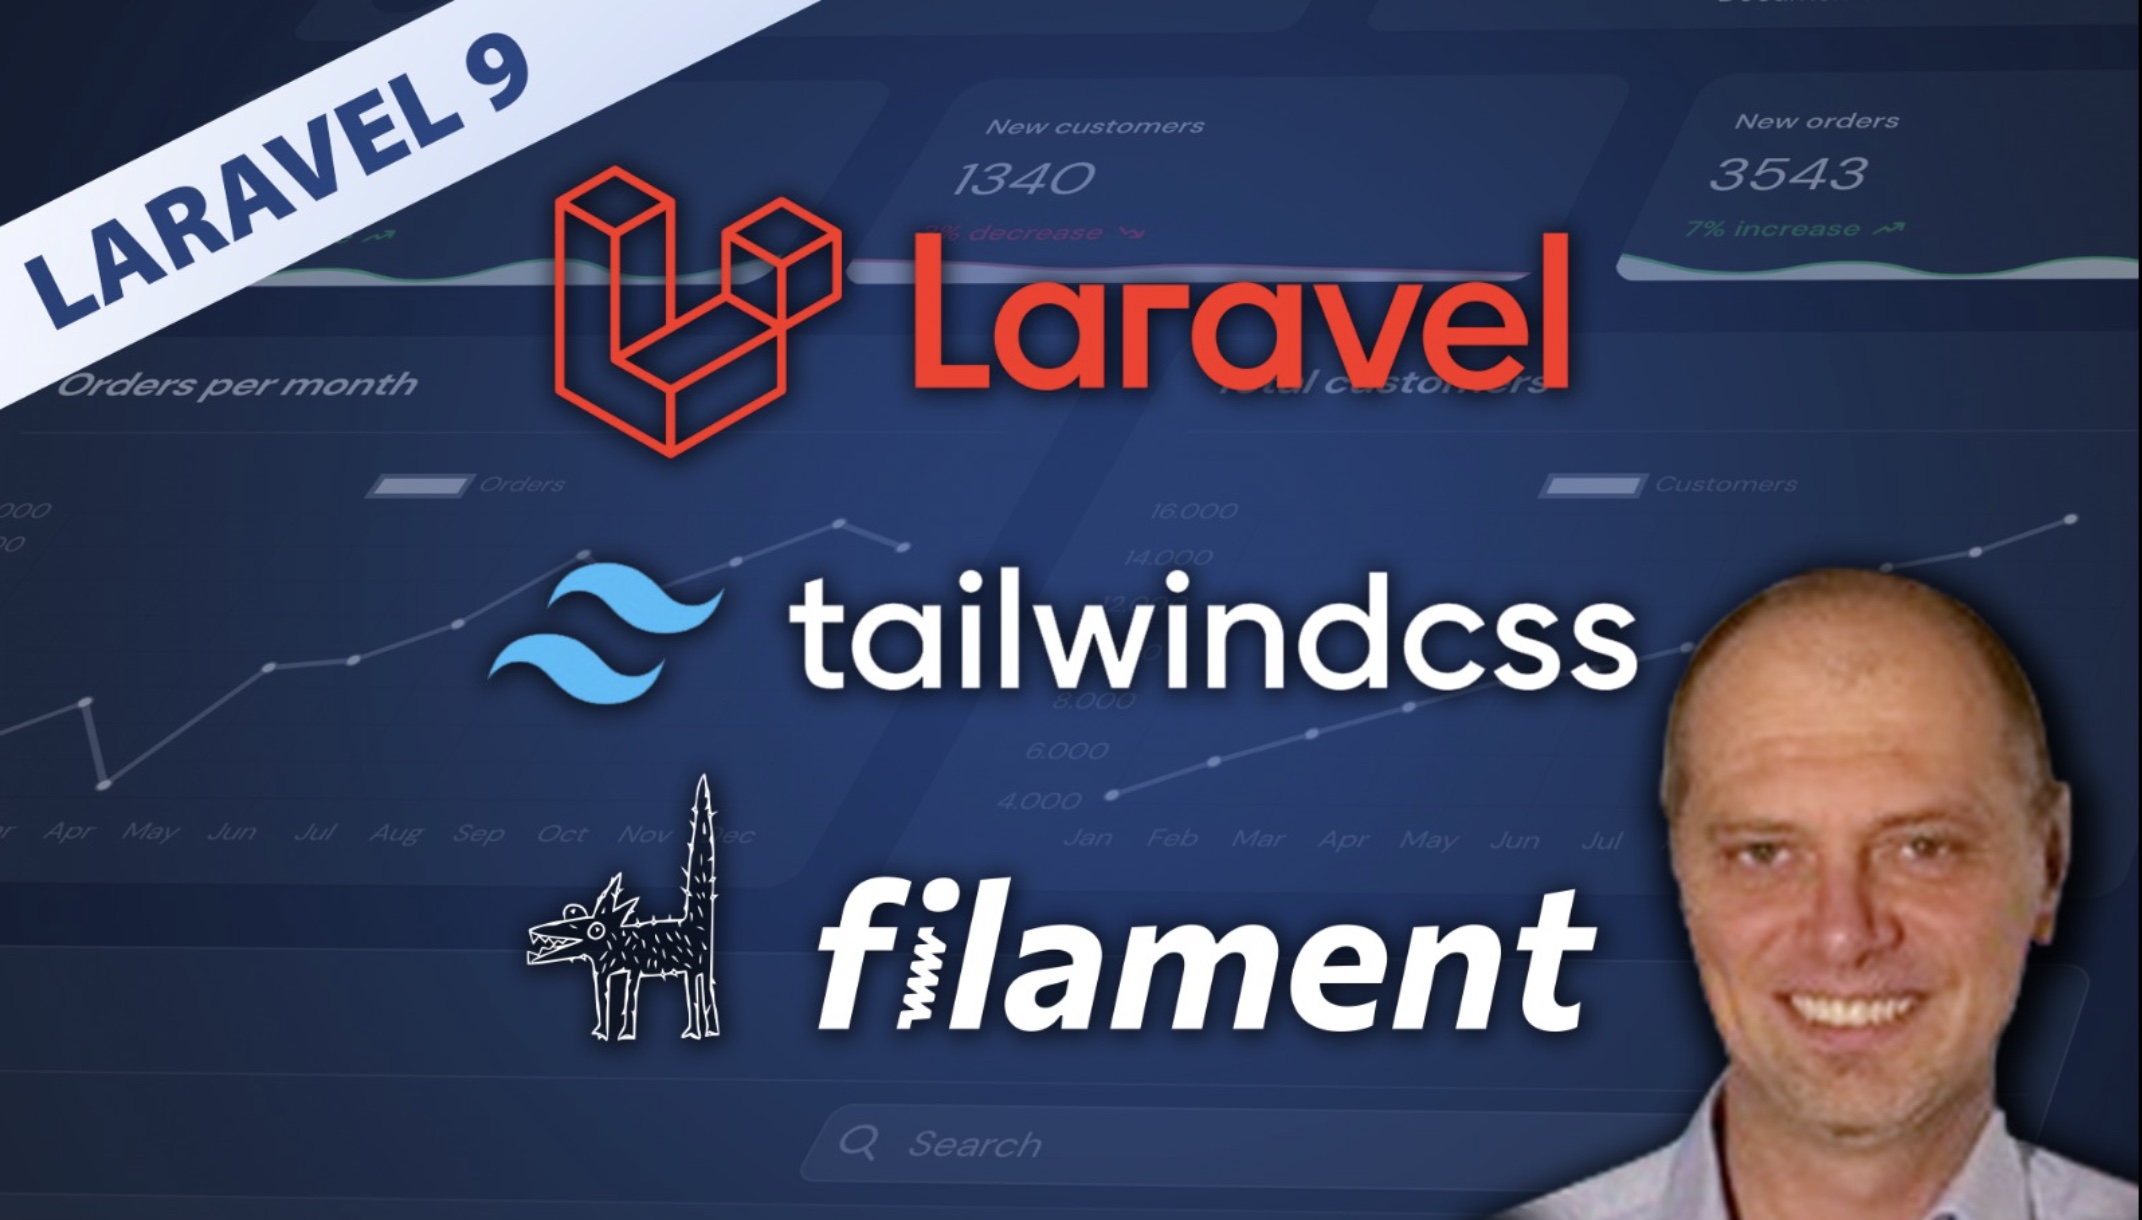 LARAVEL 9
New customers
1340
% decrease
New orders
3543
7% increase
Laravel
Orders per month
Total customers
Orders
Customers
000
00
16.000
14.000
tailwindcss
8.000
6.000
4.000
Apr May Jun Jul Aug Sep Oct Nov Dec
Jan Feb Mar Apr May Jun Jul
filament
Search